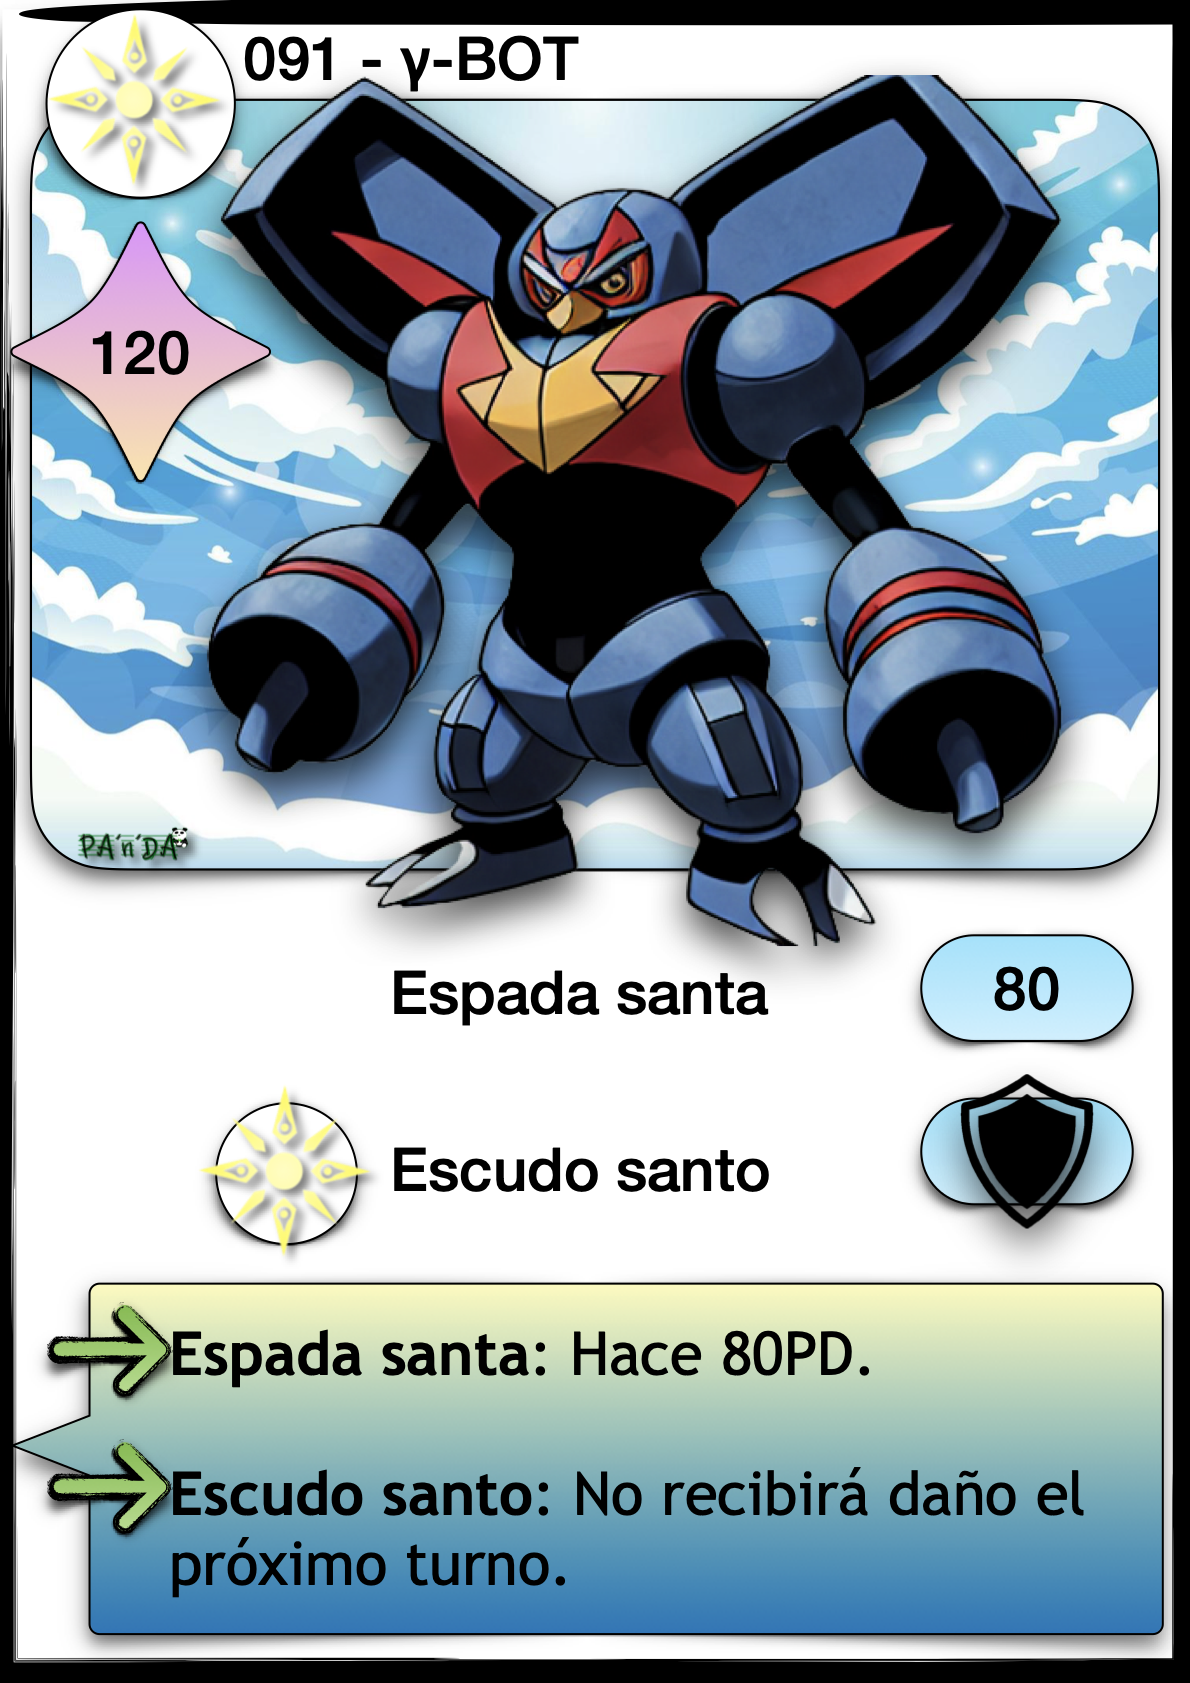 091 - γ-BOT
120
PA'n'DA
Espada santa
80
Escudo santo
Espada santa: Hace 80PD.
Escudo santo: No recibirá daño el
próximo turno.